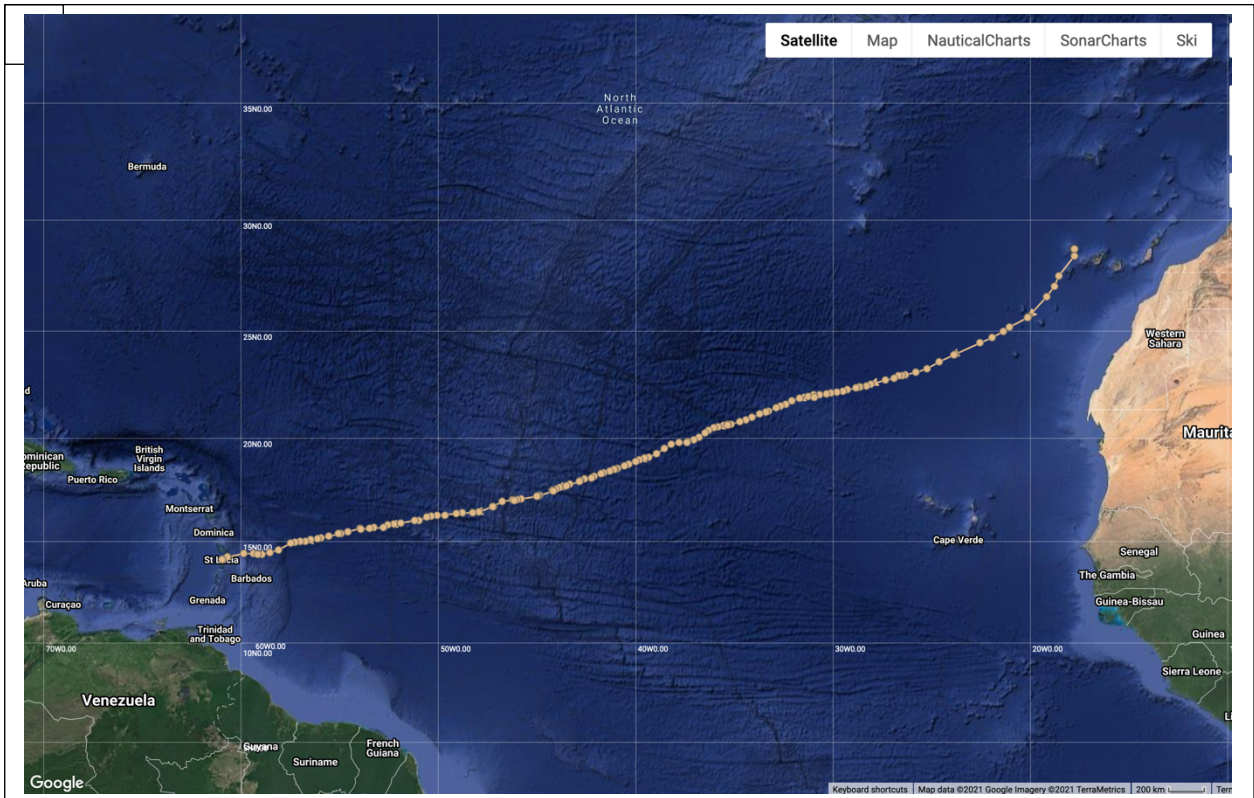 Satellite Map NauticalCharts SonarCharts Ski
North
Atlantic
Ocean
35N0.00
Bermuda
30N0.00
25N0.00
Western
Sahara
d
20N0.00
Maurita
ominican
Republic
British
Virgin
Islands
Puerto Rico
Montserrat
Dominica
Cape Verde
15N0.00
Senegal
St Lucia
The Gambia
Barbados
Aruba
Grenada
Guinea-Bissau
Curaçao
Trinidad
and Tobago
Guinea
60W0.00
70W0.00
10N0.00
50W0.00 40W0.00 30W0.00 20W0.00
Sierra Leone
Venezuela
Li
Guyana
French
Guiana
Suriname
Google
Keyboard shortcuts Map data ©2021 Google Imagery ©2021 TerraMetrics 200 km Term